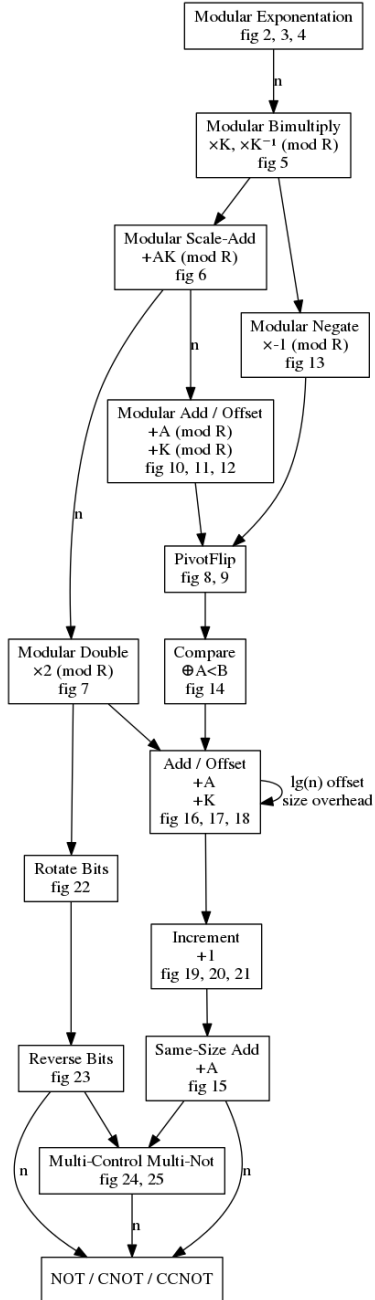 Modular Exponentation
fig 2, 3, 4
n
Modular Bimultiply
×K, ×K⁻¹ (mod R)
fig 5
Modular Scale-Add
+AK (mod R)
fig 6
Modular Negate
×-1 (mod R)
fig 13
n
Modular Add / Offset
+A (mod R)
+K (mod R)
fig 10, 11, 12
n
PivotFlip
fig 8, 9
Modular Double
×2 (mod R)
fig 7
Compare
⊕A<B
fig 14
Add / Offset
+A
+K
fig 16, 17, 18
lg(n) offset
size overhead
Rotate Bits
fig 22
Increment
+1
fig 19, 20, 21
Reverse Bits
fig 23
Same-Size Add
+A
fig 15
n
Multi-Control Multi-Not
fig 24, 25
n
n
NOT / CNOT / CCNOT